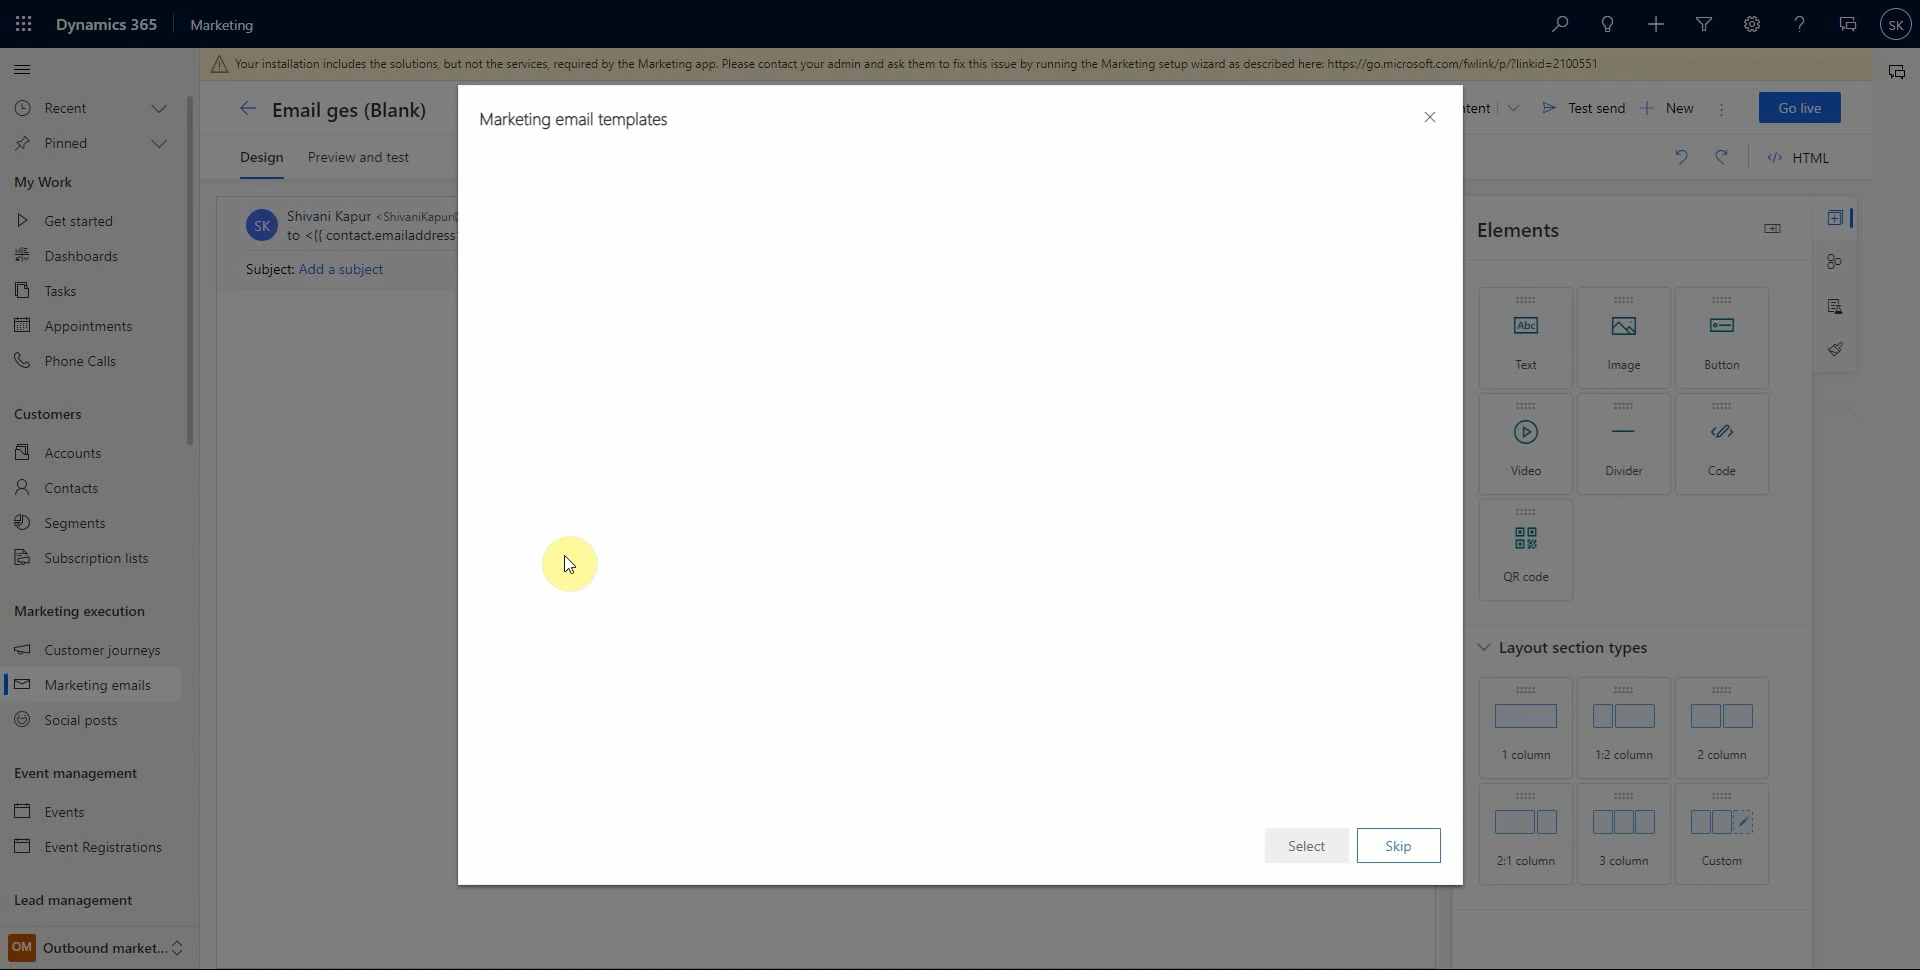 Dynamics 365
Marketing
SK
Your installation includes the solutions, but not the services, required by the Marketing app. Please contact your admin and ask them to fix this issue by running the Marketing setup wizard as described here: https://go.microsoft.com/fwlink/p/?linkid=2100551
Recent
Pinned
My Work
Get started
Dashboards
Tasks
Appointments
Phone Calls
Customers
Accounts
Contacts
Segments
Subscription lists
Marketing execution
Customer journeys
Marketing emails
Social posts
Event management
Events
Event Registrations
Lead management
OM Outbound market...
Email ges (Blank)
Test send
New
Go live
Design
Preview and test
HTML
SK
Shivani Kapur
to <{{ contact.emailaddress
Subject: Add a subject
Marketing email templates
Select
Skip
Elements
Abc
Text
Image
Button
Video
Divider
Code
QR code
Layout section types
1 column
1:2 column
2 column
2:1 column
3 column
Custom